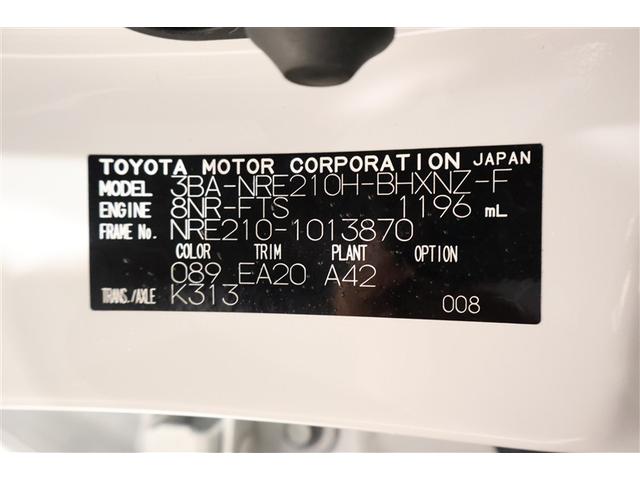 TOYOTA MOTOR CORPORATION JAPAN
MODEL 3BA-NRE210H-BHXNZ-F
ENGINE 8NR-FTS 1196 mL
FRAME No. NRE210-1013870
COLOR TRIM PLANT OPTION
089 EA20 A42
TRANS./AXLE K313
008